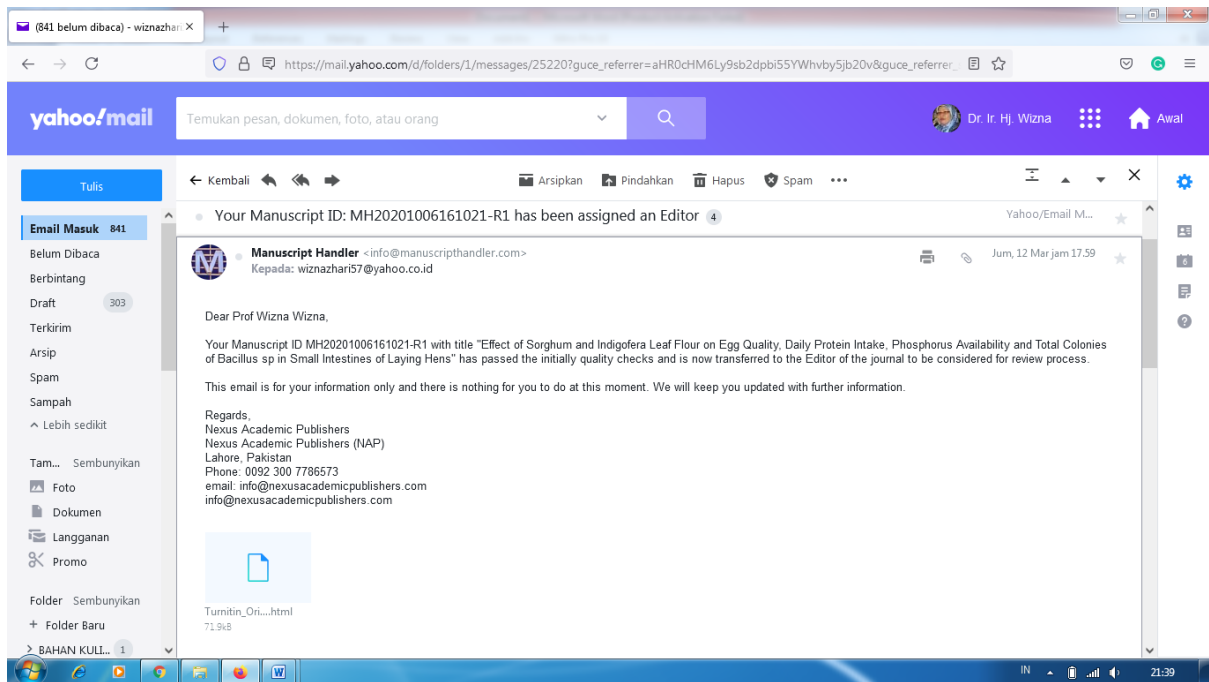 (841 belum dibaca) - wiznazhari
https://mail.yahoo.com/d/folders/1/messages/25220?guce_referrer=aHR0cHM6Ly9sb2dpbi55YWhvby5jb20v&guce_referrer_
yahoo!mail
Temukan pesan, dokumen, foto, atau orang
Dr. Ir. Hj. Wizna
Awal
Tulis
Kembali
Arsipkan
Pindahkan
Hapus
Spam
Email Masuk 841
Belum Dibaca
Berbintang
Draft 303
Terkirim
Arsip
Spam
Sampah
Lebih sedikit
Tam... Sembunyikan
Foto
Dokumen
Langganan
Promo
Folder Sembunyikan
+ Folder Baru
> BAHAN KULI... 1
Your Manuscript ID: MH20201006161021-R1 has been assigned an Editor 4
Yahoo/Email M...
Manuscript Handler <info@manuscripthandler.com>
Jum, 12 Mar jam 17.59
Kepada: wiznazhari57@yahoo.co.id
Dear Prof Wizna Wizna,
Your Manuscript ID MH20201006161021-R1 with title "Effect of Sorghum and Indigofera Leaf Flour on Egg Quality, Daily Protein Intake, Phosphorus Availability and Total Colonies
of Bacillus sp in Small Intestines of Laying Hens" has passed the initially quality checks and is now transferred to the Editor of the journal to be considered for review process.
This email is for your information only and there is nothing for you to do at this moment. We will keep you updated with further information.
Regards,
Nexus Academic Publishers
Nexus Academic Publishers (NAP)
Lahore, Pakistan
Phone: 0092 300 7786573
email: info@nexusacademicpublishers.com
info@nexusacademicpublishers.com
Turnitin_Ori....html
71.9kB
IN
21:39